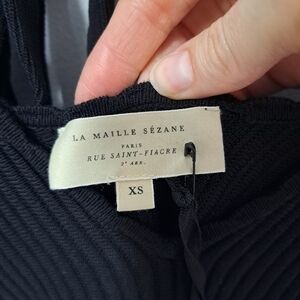 LA MAILLE SÉZANE
PARIS
RUE SAINT-FIACRE
2e ARR.
XS